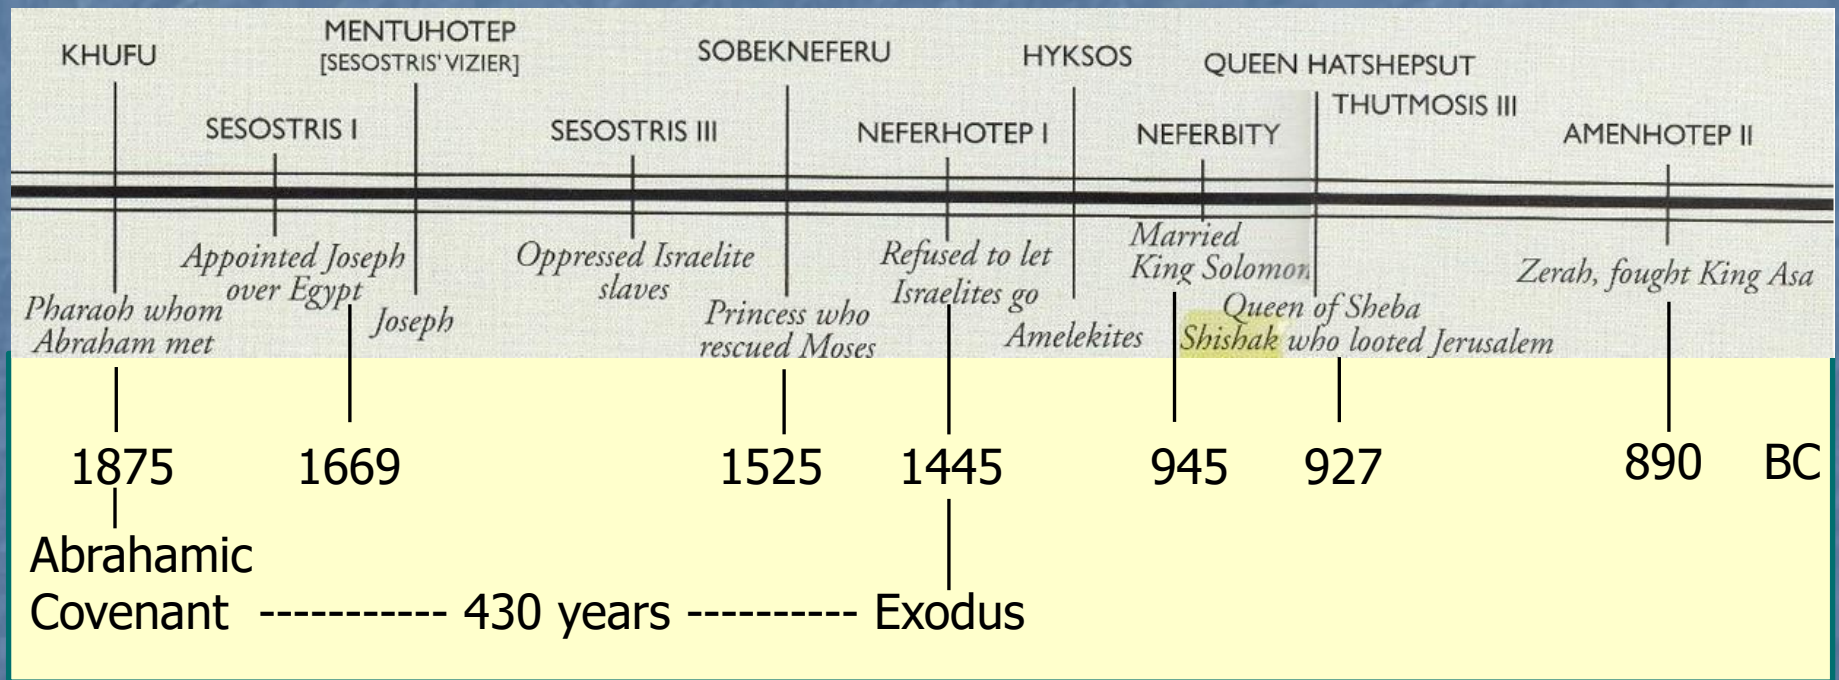 KHUFU
MENTUHOTEP
[SESOSTRIS' VIZIER]
SOBEKNEFERU
HYKSOS
QUEEN HATSHEPSUT
THUTMOSIS III
SESOSTRIS I
SESOSTRIS III
NEFERHOTEP I
NEFERBITY
AMENHOTEP II
Pharaoh whom
Abraham met
Appointed Joseph
over Egypt
Joseph
Oppressed Israelite
slaves
Princess who
rescued Moses
Refused to let
Israelites go
Amelekites
Married
King Solomon
Queen of Sheba
Shishak who looted Jerusalem
Zerah, fought King Asa
1875 1669 1525 1445 945 927 890 BC
Abrahamic
Covenant ----------- 430 years ---------- Exodus